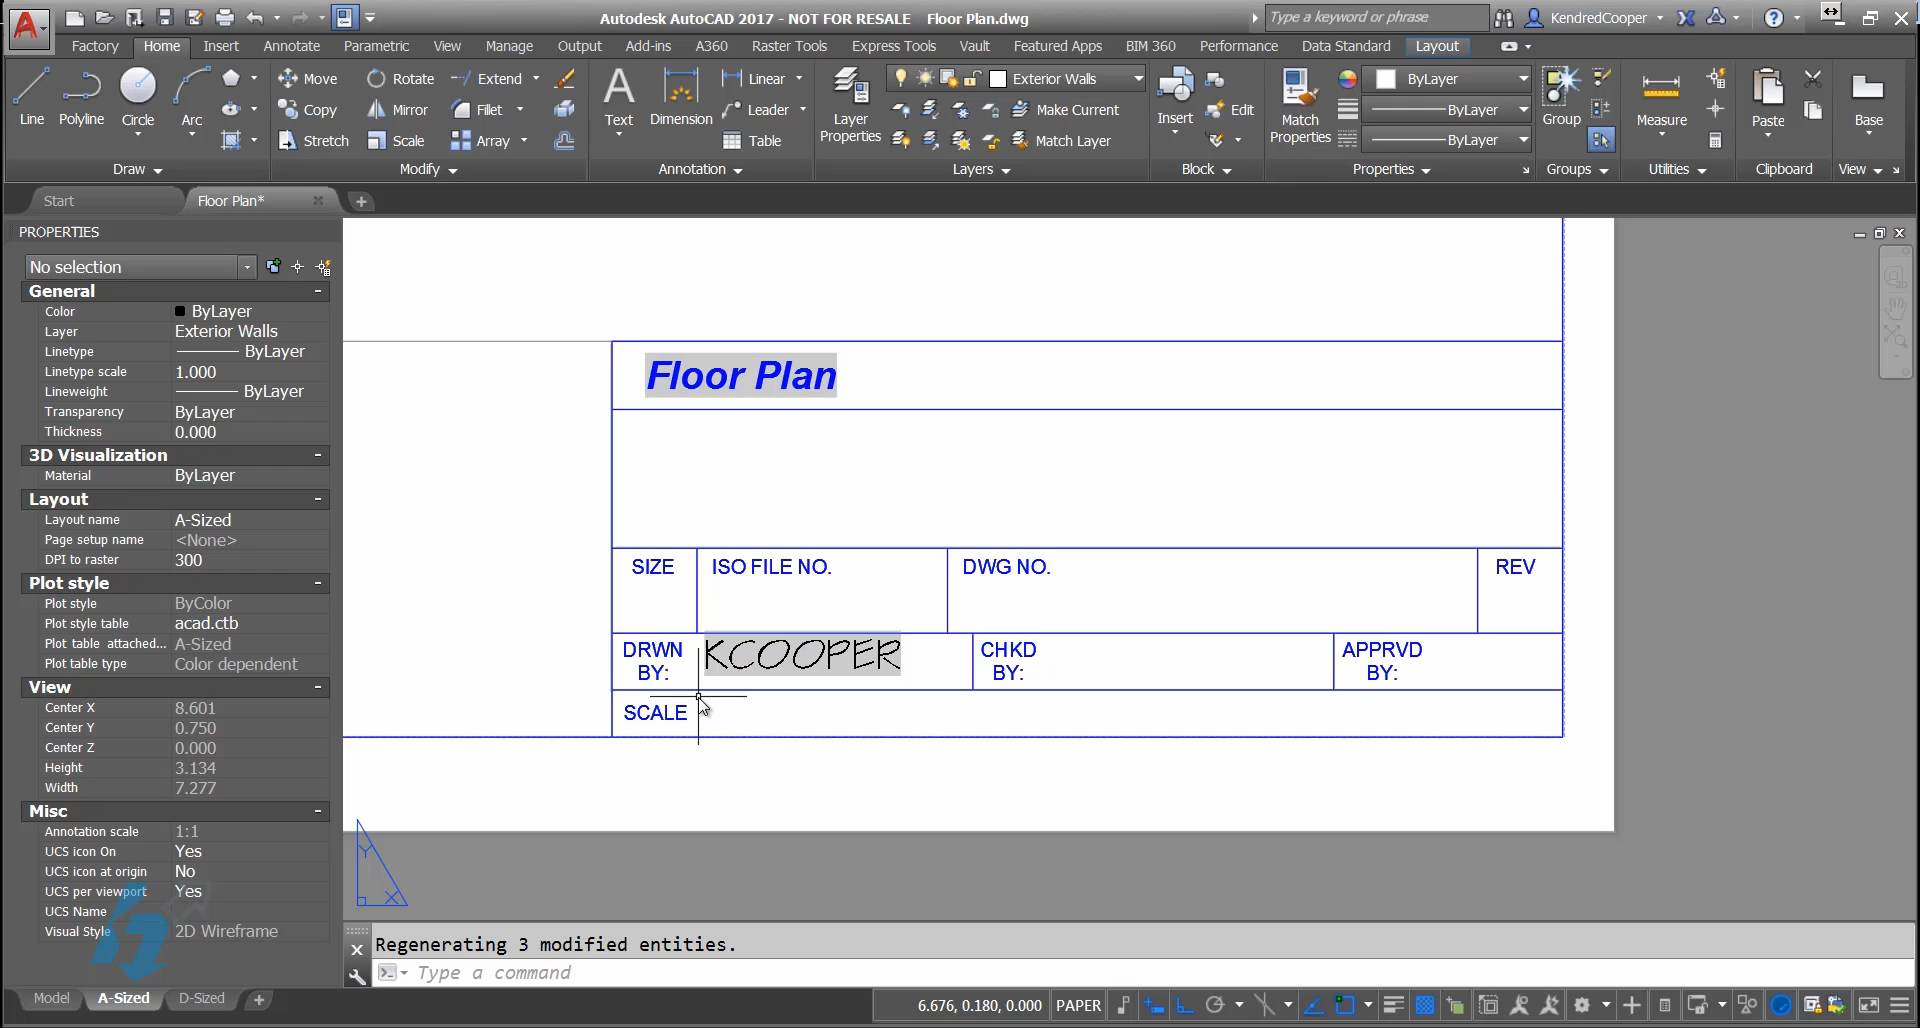 Autodesk AutoCAD 2017 - NOT FOR RESALE Floor Plan.dwg
Type a keyword or phrase
KendredCooper
Factory Home Insert Annotate Parametric View Manage Output Add-ins A360 Raster Tools Express Tools Vault Featured Apps BIM 360 Performance Data Standard Layout
Line
Polyline
Circle
Arc
Draw
Move Rotate Extend
Copy Mirror Fillet
Stretch Scale Array
Modify
Text
Dimension
Linear
Leader
Table
Annotation
Layer
Properties
Exterior Walls
Make Current
Match Layer
Layers
Insert
Edit
Block
Match
Properties
ByLayer
ByLayer
ByLayer
Properties
Group
Groups
Measure
Utilities
Paste
Clipboard
Base
View
Start
Floor Plan*
PROPERTIES
No selection
General
Color ByLayer
Layer Exterior Walls
Linetype ByLayer
Linetype scale 1.000
Lineweight ByLayer
Transparency ByLayer
Thickness 0.000
3D Visualization
Material ByLayer
Layout
Layout name A-Sized
Page setup name <None>
DPI to raster 300
Plot style
Plot style ByColor
Plot style table acad.ctb
Plot table attached... A-Sized
Plot table type Color dependent
View
Center X 8.601
Center Y 0.750
Center Z 0.000
Height 3.134
Width 7.277
Misc
Annotation scale 1:1
UCS icon On Yes
UCS icon at origin No
UCS per viewport Yes
UCS Name
Visual Style 2D Wireframe
Floor Plan
SIZE
ISO FILE NO.
DWG NO.
REV
DRWN
BY:
KCOOPER
CHKD
BY:
APPRVD
BY:
SCALE
Y
X
Regenerating 3 modified entities.
Type a command
Model A-Sized D-Sized
6.676, 0.180, 0.000 PAPER